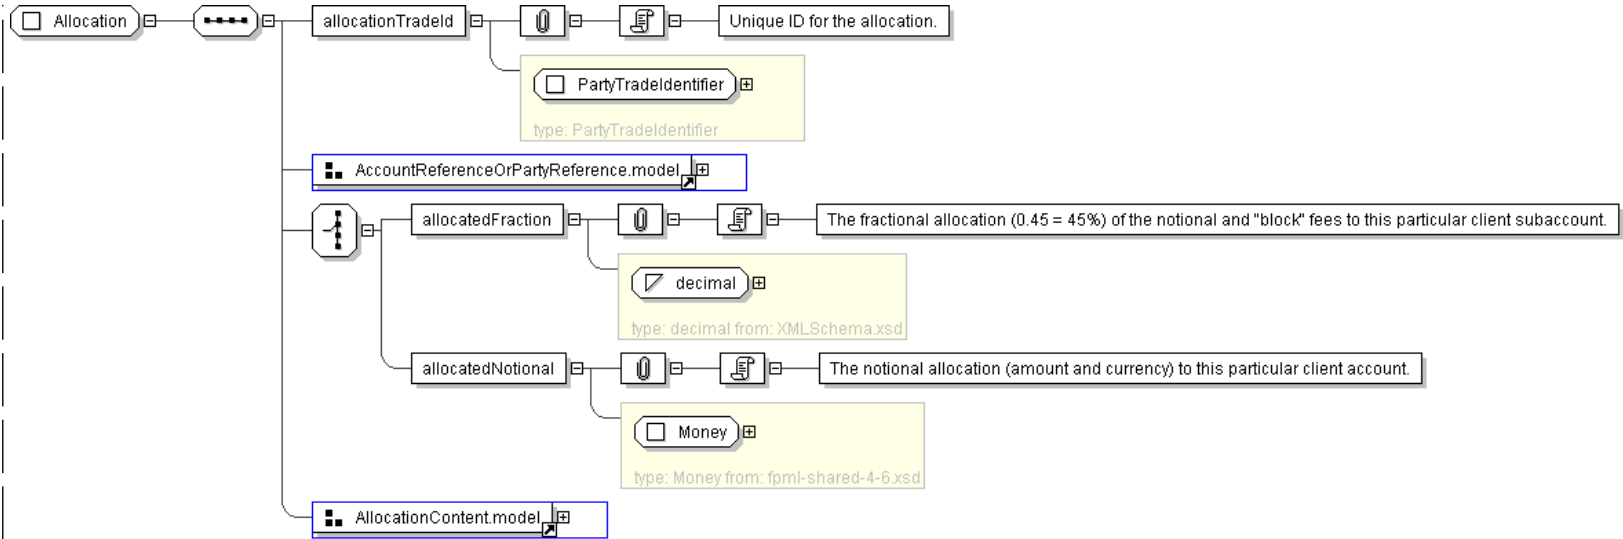 Allocation
allocationTradeId
Unique ID for the allocation.
PartyTradeIdentifier
type: PartyTradeIdentifier
AccountReferenceOrPartyReference.model
allocatedFraction
The fractional allocation (0.45 = 45%) of the notional and "block" fees to this particular client subaccount.
decimal
type: decimal from: XMLSchema.xsd
allocatedNotional
The notional allocation (amount and currency) to this particular client account.
Money
type: Money from: fpml-shared-4-6.xsd
AllocationContent.model